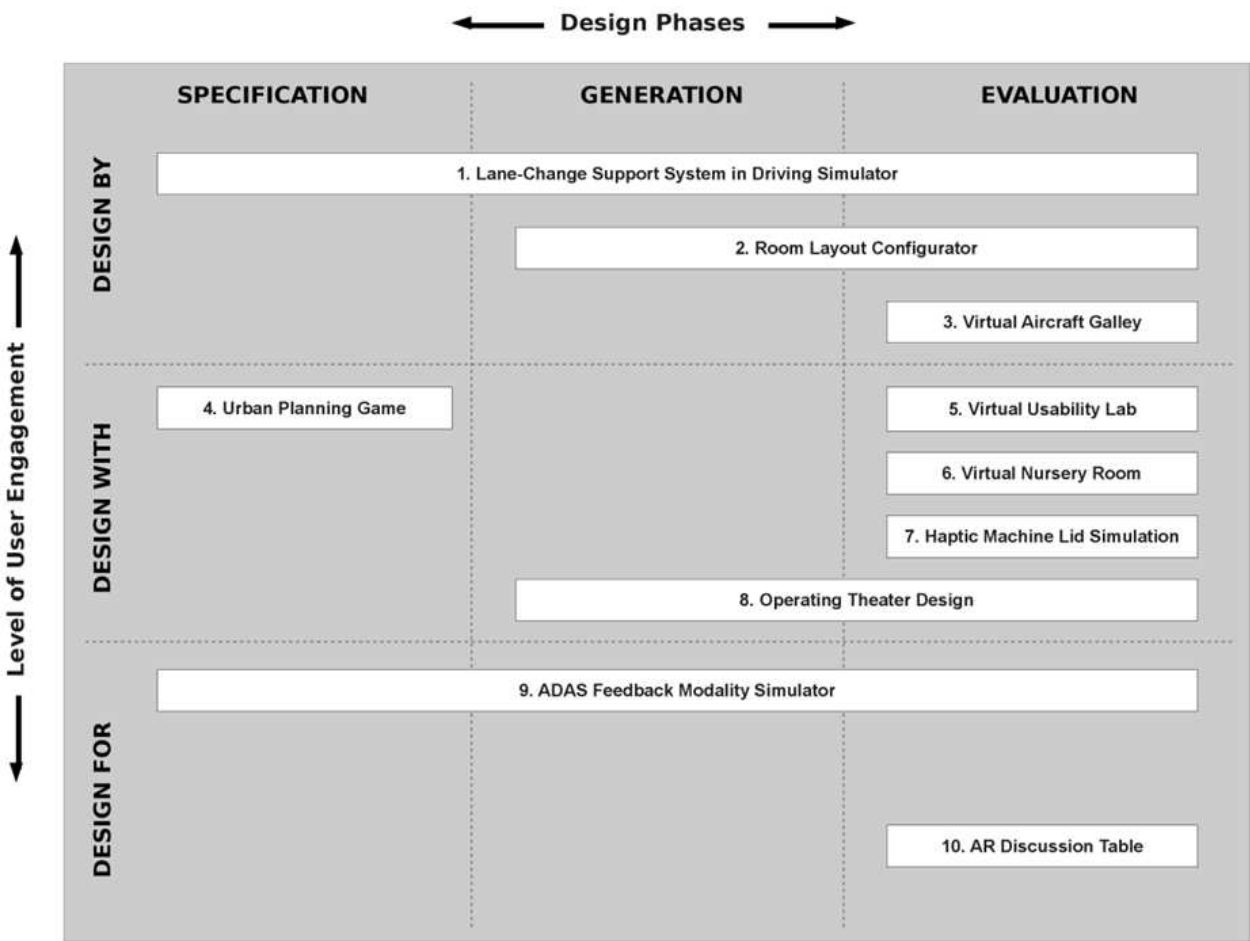 Design Phases
SPECIFICATION
GENERATION
EVALUATION
Level of User Engagement
DESIGN BY
1. Lane-Change Support System in Driving Simulator
2. Room Layout Configurator
3. Virtual Aircraft Galley
DESIGN WITH
4. Urban Planning Game
5. Virtual Usability Lab
6. Virtual Nursery Room
7. Haptic Machine Lid Simulation
8. Operating Theater Design
DESIGN FOR
9. ADAS Feedback Modality Simulator
10. AR Discussion Table